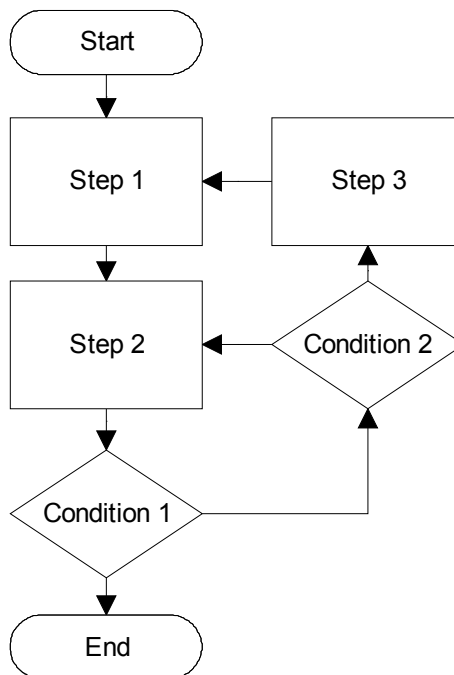 Start
Step 1
Step 3
Step 2
Condition 2
Condition 1
End